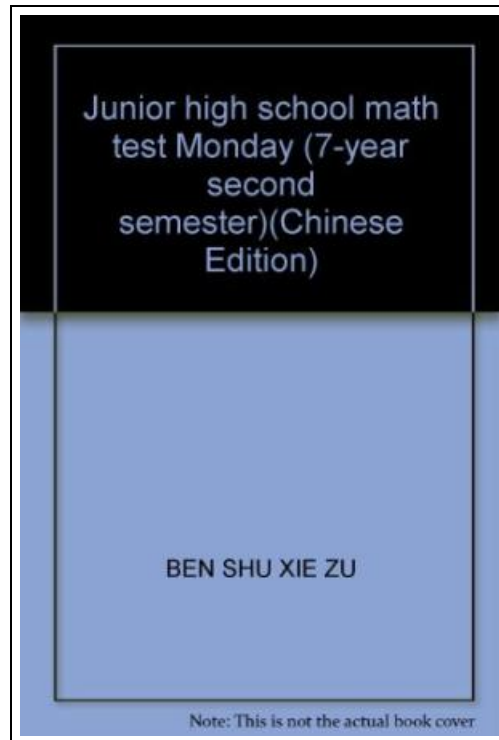 Junior high school math
test Monday (7-year
second
semester)(Chinese
Edition)
BEN SHU XIE ZU
Note: This is not the actual book cover